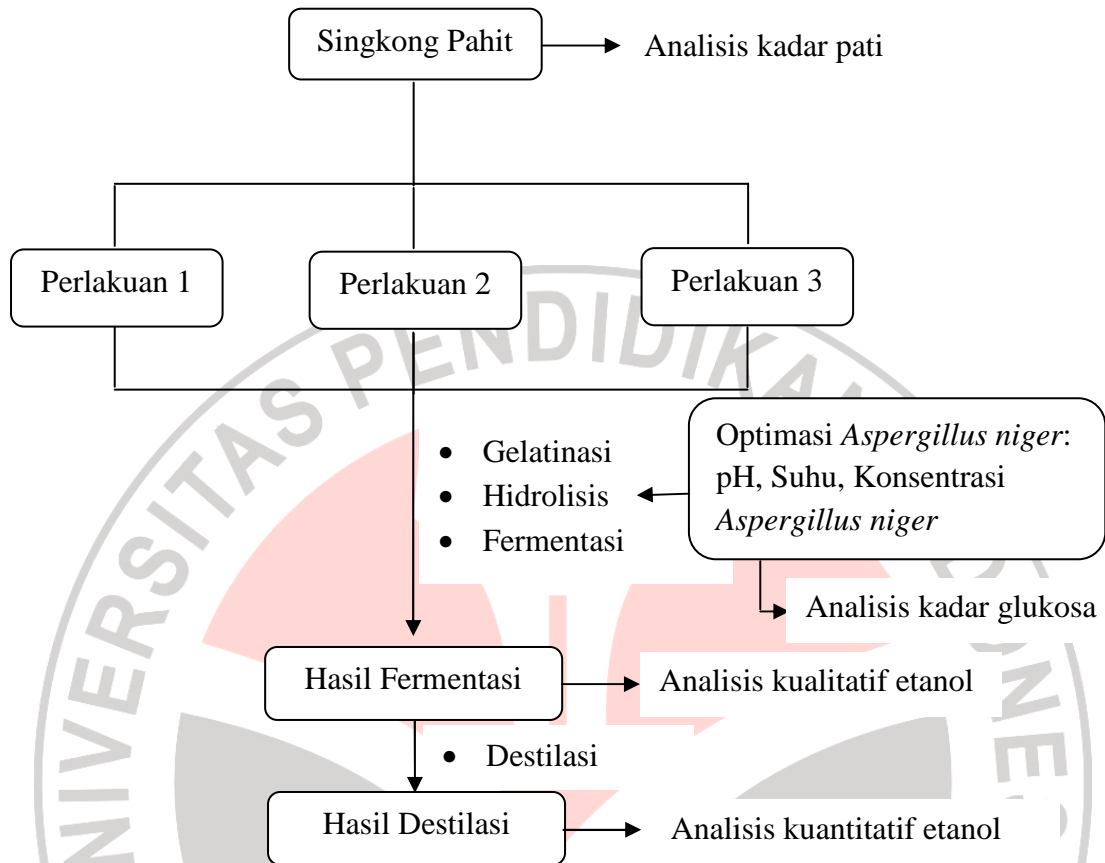 Singkong Pahit
Analisis kadar pati
Perlakuan 1
Perlakuan 2
Perlakuan 3
• Gelatinasi
• Hidrolisis
• Fermentasi
Optimasi Aspergillus niger:
pH, Suhu, Konsentrasi
Aspergillus niger
Analisis kadar glukosa
Hasil Fermentasi
Analisis kualitatif etanol
• Destilasi
Hasil Destilasi
Analisis kuantitatif etanol